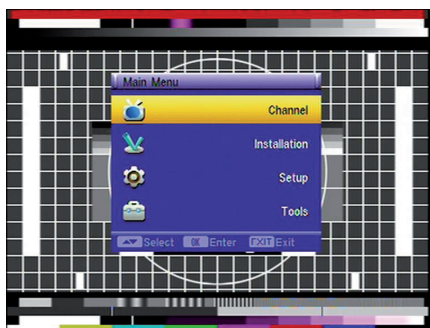 Main Menu
Channel
Installation
Setup
Tools
Select OK Enter EXIT Exit